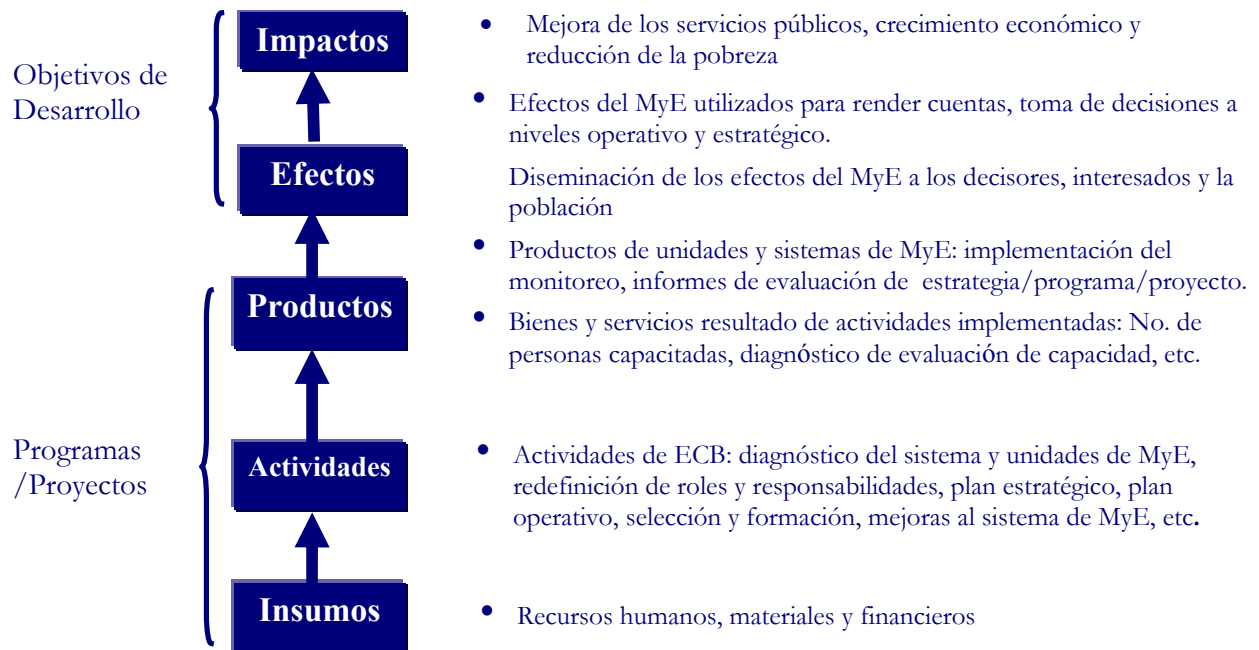 Impactos
• Mejora de los servicios públicos, crecimiento económico y
reducción de la pobreza
Objetivos de
Desarrollo
• Efectos del MyE utilizados para render cuentas, toma de decisiones a
niveles operativo y estratégico.
Efectos
Diseminación de los efectos del MyE a los decisores, interesados y la
población
• Productos de unidades y sistemas de MyE: implementación del
monitoreo, informes de evaluación de estrategia/programa/proyecto.
Productos
• Bienes y servicios resultado de actividades implementadas: No. de
personas capacitadas, diagnóstico de evaluación de capacidad, etc.
Programas
/Proyectos
Actividades
• Actividades de ECB: diagnóstico del sistema y unidades de MyE,
redefinición de roles y responsabilidades, plan estratégico, plan
operativo, selección y formación, mejoras al sistema de MyE, etc.
Insumos
• Recursos humanos, materiales y financieros